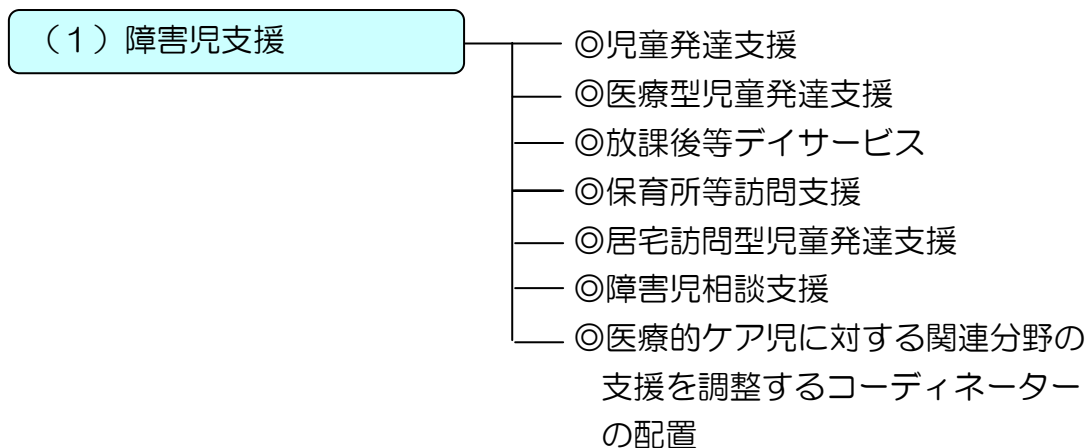 （１）障害児支援
◎児童発達支援
◎医療型児童発達支援
◎放課後等デイサービス
◎保育所等訪問支援
◎居宅訪問型児童発達支援
◎障害児相談支援
◎医療的ケア児に対する関連分野の
支援を調整するコーディネーター
の配置